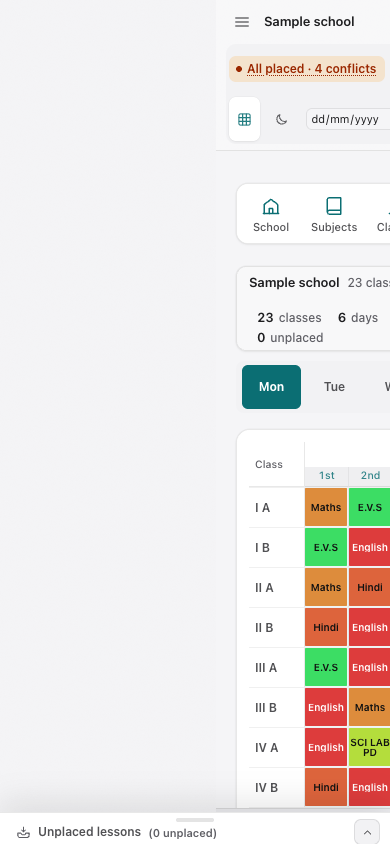 Sample school
All placed · 4 conflicts
dd/mm/yyyy
School Subjects
Sample school 23
23 classes 6 days
0 unplaced
Mon Tue
Class
1st 2nd
I A Maths E.V.S
I B E.V.S English
II A Maths Hindi
II B Hindi English
III A E.V.S English
III B English Maths
IV A English SCI LAB
PD
IV B Hindi English
Unplaced lessons (0 unplaced)